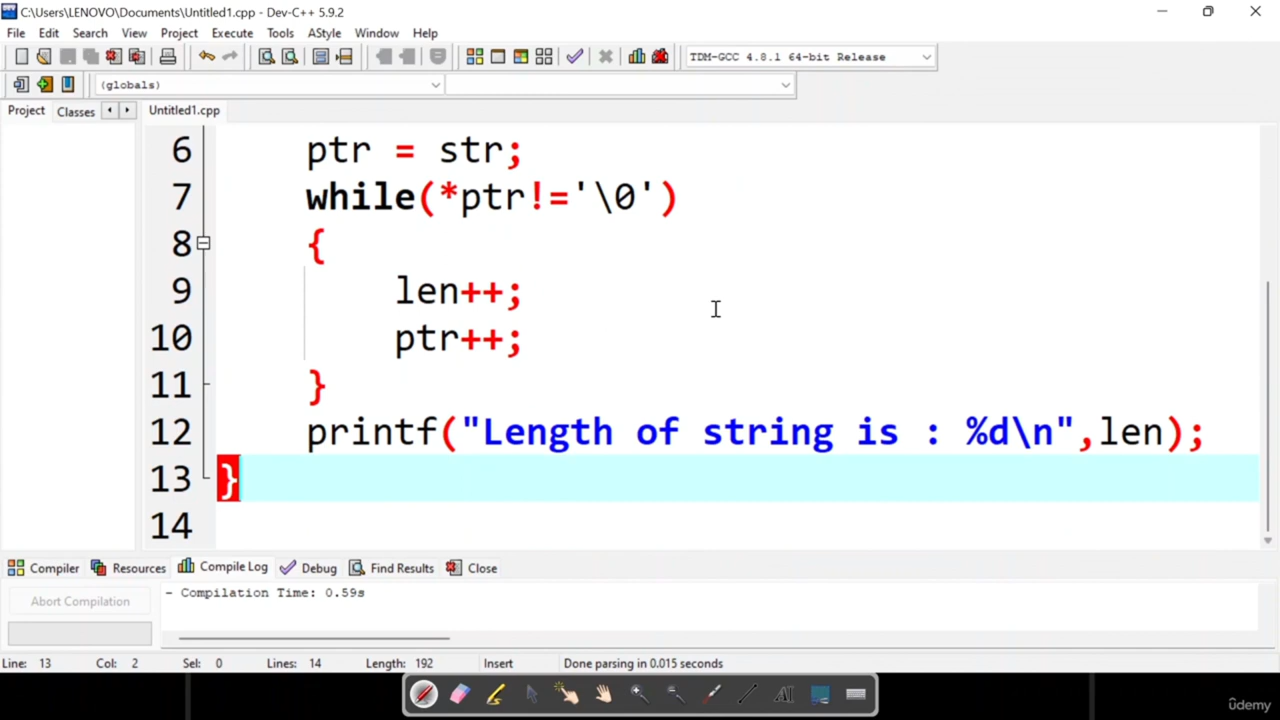 C:\Users\LENOVO\Documents\Untitled1.cpp - Dev-C++ 5.9.2
File Edit Search View Project Execute Tools AStyle Window Help
TDM-GCC 4.8.1 64-bit Release
(globals)
Project Classes Untitled1.cpp
6 ptr = str;
7 while(*ptr!='\0')
8 {
9 len++;
10 ptr++;
11 }
12 printf("Length of string is : %d\n",len);
13 }
14
Compiler Resources Compile Log Debug Find Results Close
Abort Compilation
- Compilation Time: 0.59s
Line: 13 Col: 2 Sel: 0 Lines: 14 Length: 192 Insert Done parsing in 0.015 seconds
AI
ûdemy